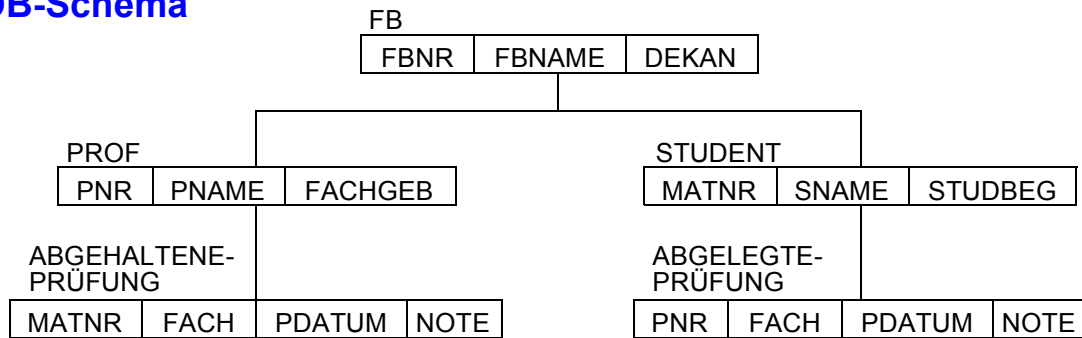 DB-Schema
FB
FBNR FBNAME DEKAN
PROF
PNR PNAME FACHGEB
STUDENT
MATNR SNAME STUDBEG
ABGEHALTENE-
PRÜFUNG
MATNR FACH PDATUM NOTE
ABGELEGTE-
PRÜFUNG
PNR FACH PDATUM NOTE